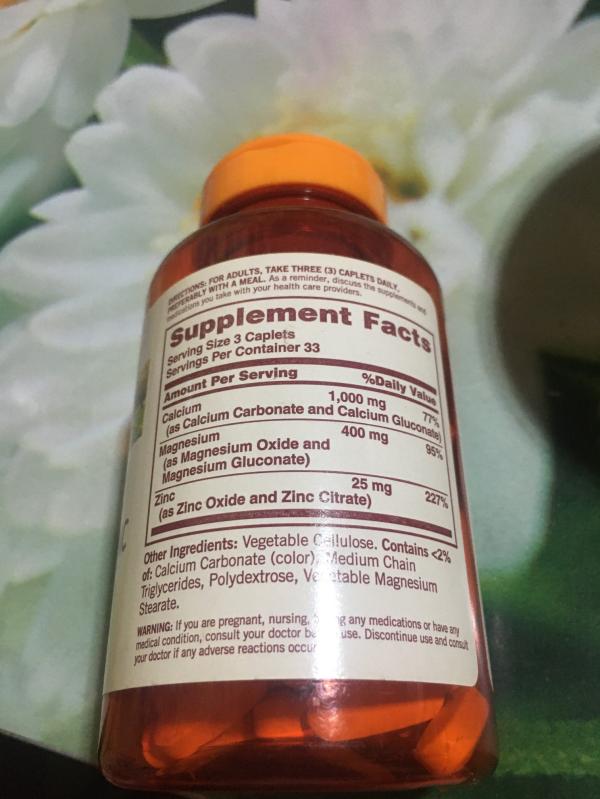 DIRECTIONS: FOR ADULTS, TAKE THREE (3) CAPLETS DAILY,
PREFERABLY WITH A MEAL. As a reminder, discuss the supplements and
medications you take with your health care providers.
Supplement Facts
Serving Size 3 Caplets
Servings Per Container 33
Amount Per Serving %Daily Value
Calcium 1,000 mg 77%
(as Calcium Carbonate and Calcium Gluconate)
Magnesium 400 mg 95%
(as Magnesium Oxide and
Magnesium Gluconate)
Zinc 25 mg 227%
(as Zinc Oxide and Zinc Citrate)
Other Ingredients: Vegetable Cellulose. Contains <2%
of: Calcium Carbonate (color), Medium Chain
Triglycerides, Polydextrose, Vegetable Magnesium
Stearate.
WARNING: If you are pregnant, nursing, any medications or have any
medical condition, consult your doctor use. Discontinue use and consult
your doctor if any adverse reactions occur